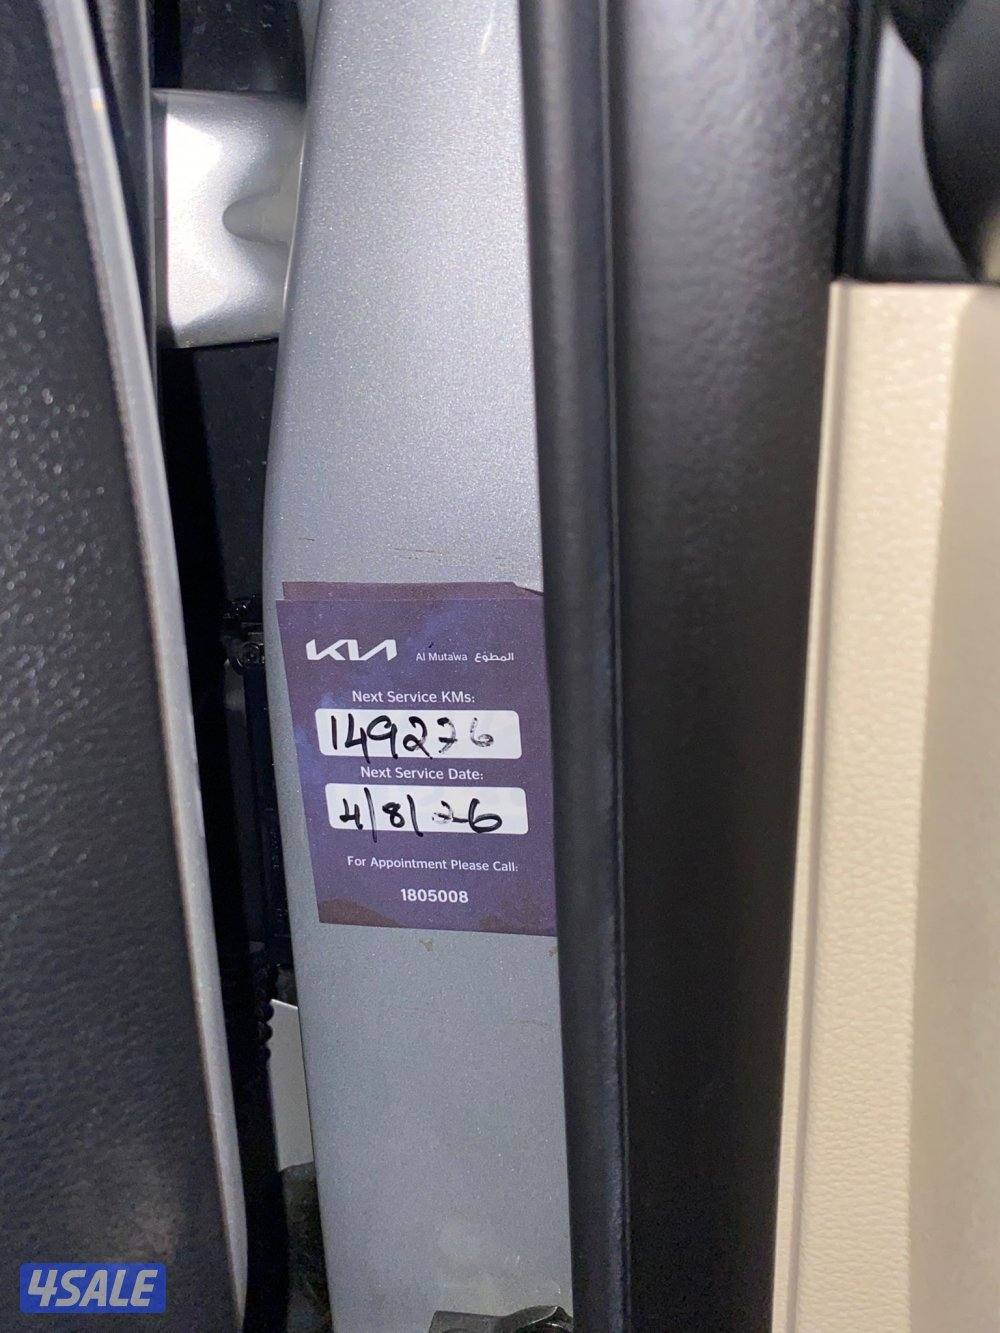 KIA Al Mutawa المطوّع
Next Service KMs:
149276
Next Service Date:
4/8/26
For Appointment Please Call:
1805008
4SALE